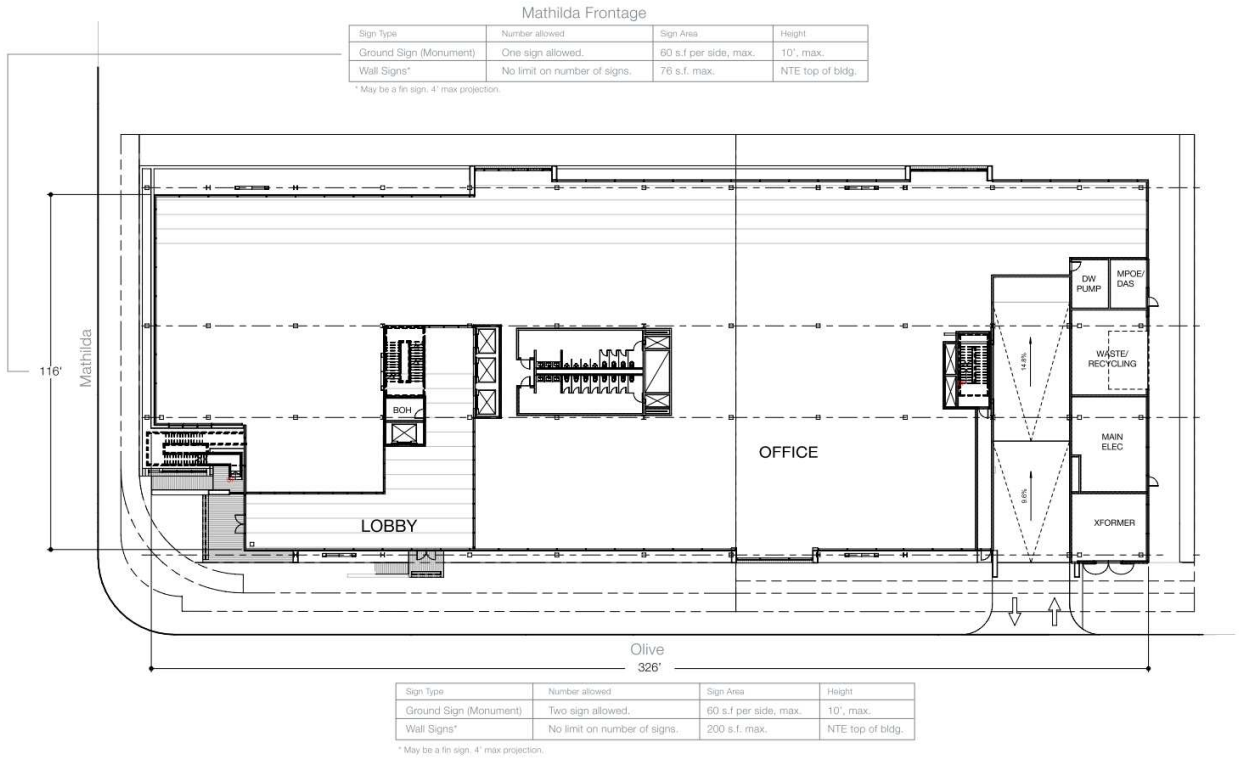 Mathilda Frontage
Sign Type Number allowed Sign Area Height
Ground Sign (Monument) One sign allowed. 60 s.f per side, max. 10', max.
Wall Signs* No limit on number of signs. 76 s.f. max. NTE top of bldg.
* May be a fin sign. 4' max projection.
DW PUMP
MPOE/ DAS
Mathilda
116'
WASTE/ RECYCLING
14.8%
BOH
MAIN ELEC
OFFICE
9.6%
LOBBY
XFORMER
Olive
326'
Sign Type Number allowed Sign Area Height
Ground Sign (Monument) Two sign allowed. 60 s.f per side, max. 10', max.
Wall Signs* No limit on number of signs. 200 s.f. max. NTE top of bldg.
* May be a fin sign. 4' max projection.